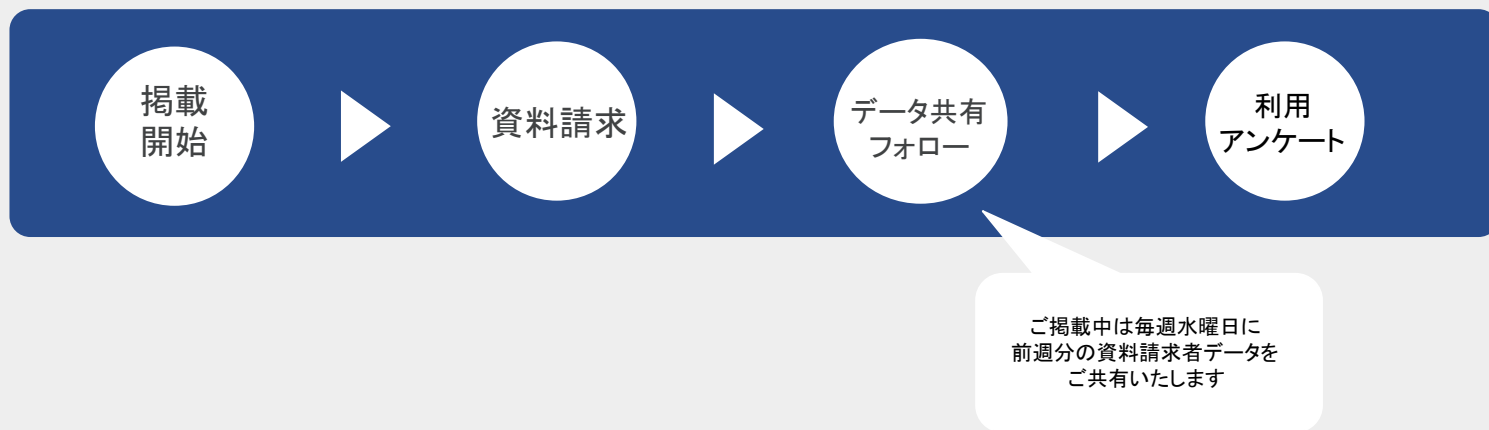 掲載
開始
資料請求
データ共有
フォロー
利用
アンケート
ご掲載中は毎週水曜日に
前週分の資料請求者データを
ご共有いたします